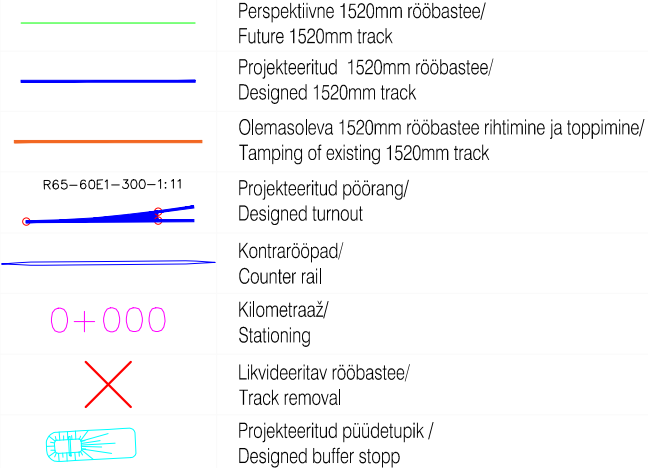 Perspektiivne 1520mm rööbastee/
Future 1520mm track
Projekteeritud 1520mm rööbastee/
Designed 1520mm track
Olemasoleva 1520mm rööbastee rihtimine ja toppimine/
Tamping of existing 1520mm track
R65-60E1-300-1:11
Projekteeritud pöörang/
Designed turnout
Kontrarööpad/
Counter rail
0+000
Kilometraaž/
Stationing
Likvideeritav rööbastee/
Track removal
Projekteeritud püüdetupik /
Designed buffer stopp